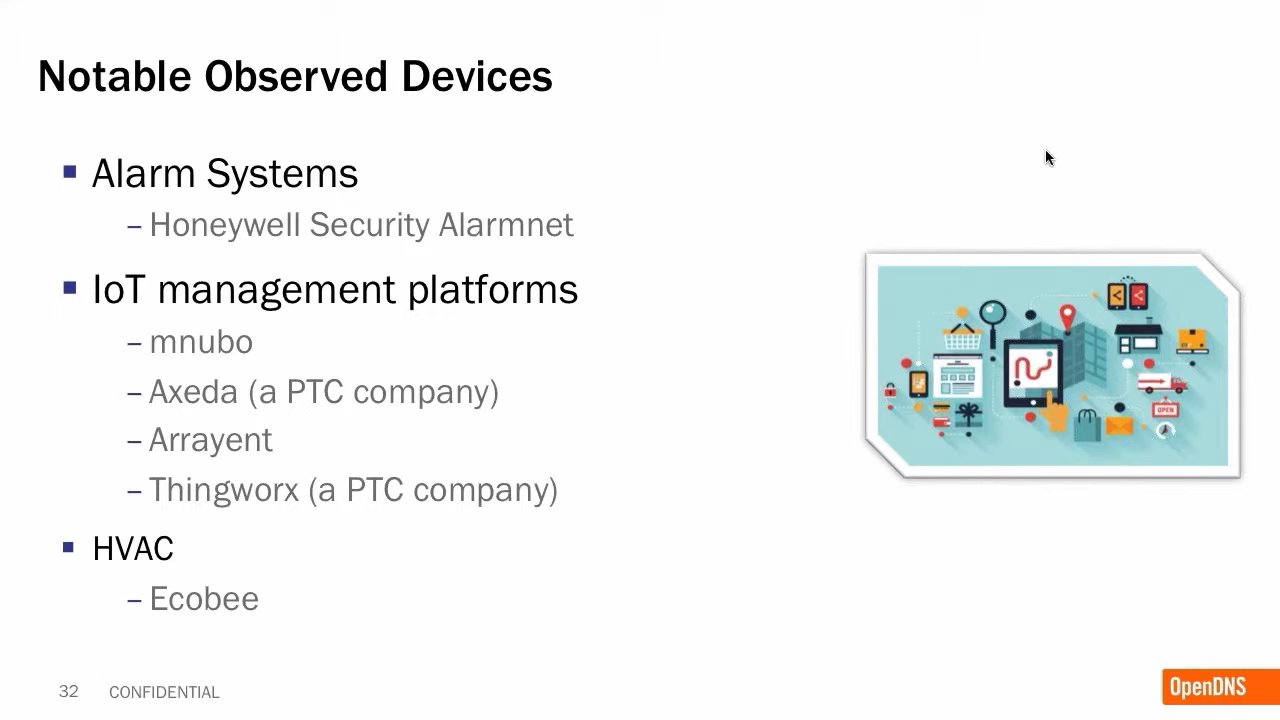 Notable Observed Devices
▪ Alarm Systems
– Honeywell Security Alarmnet
▪ IoT management platforms
– mnubo
– Axeda (a PTC company)
– Arrayent
– Thingworx (a PTC company)
▪ HVAC
– Ecobee
OPEN
32 CONFIDENTIAL
OpenDNS